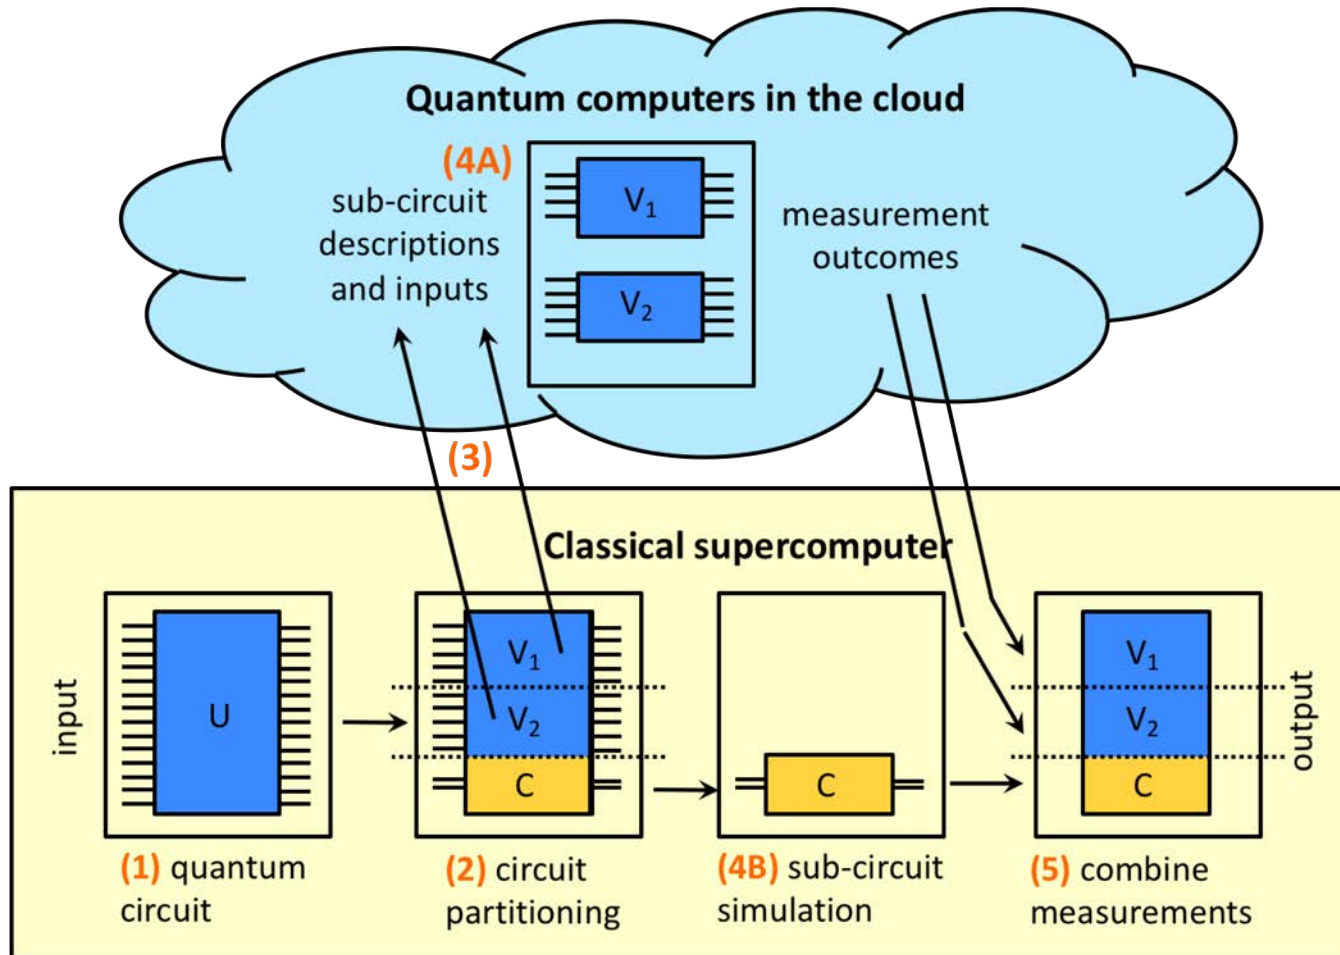 Quantum computers in the cloud
(4A)
sub-circuit
descriptions
and inputs
V₁
V₂
measurement
outcomes
(3)
Classical supercomputer
input
U
V₁
V₂
C
C
V₁
V₂
C
output
(1) quantum
circuit
(2) circuit
partitioning
(4B) sub-circuit
simulation
(5) combine
measurements